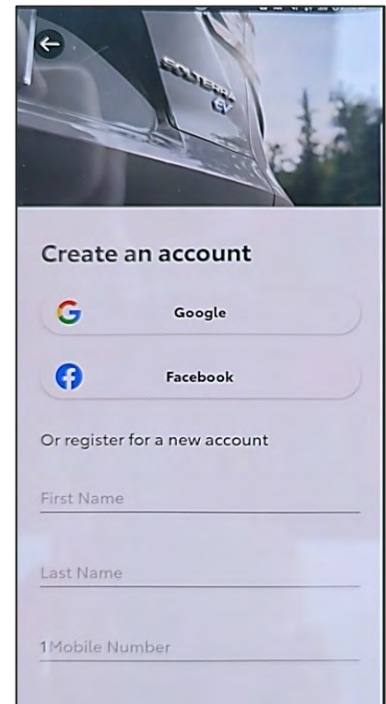 SOLTERRA
EV
Create an account
Google
Facebook
Or register for a new account
First Name
Last Name
1Mobile Number